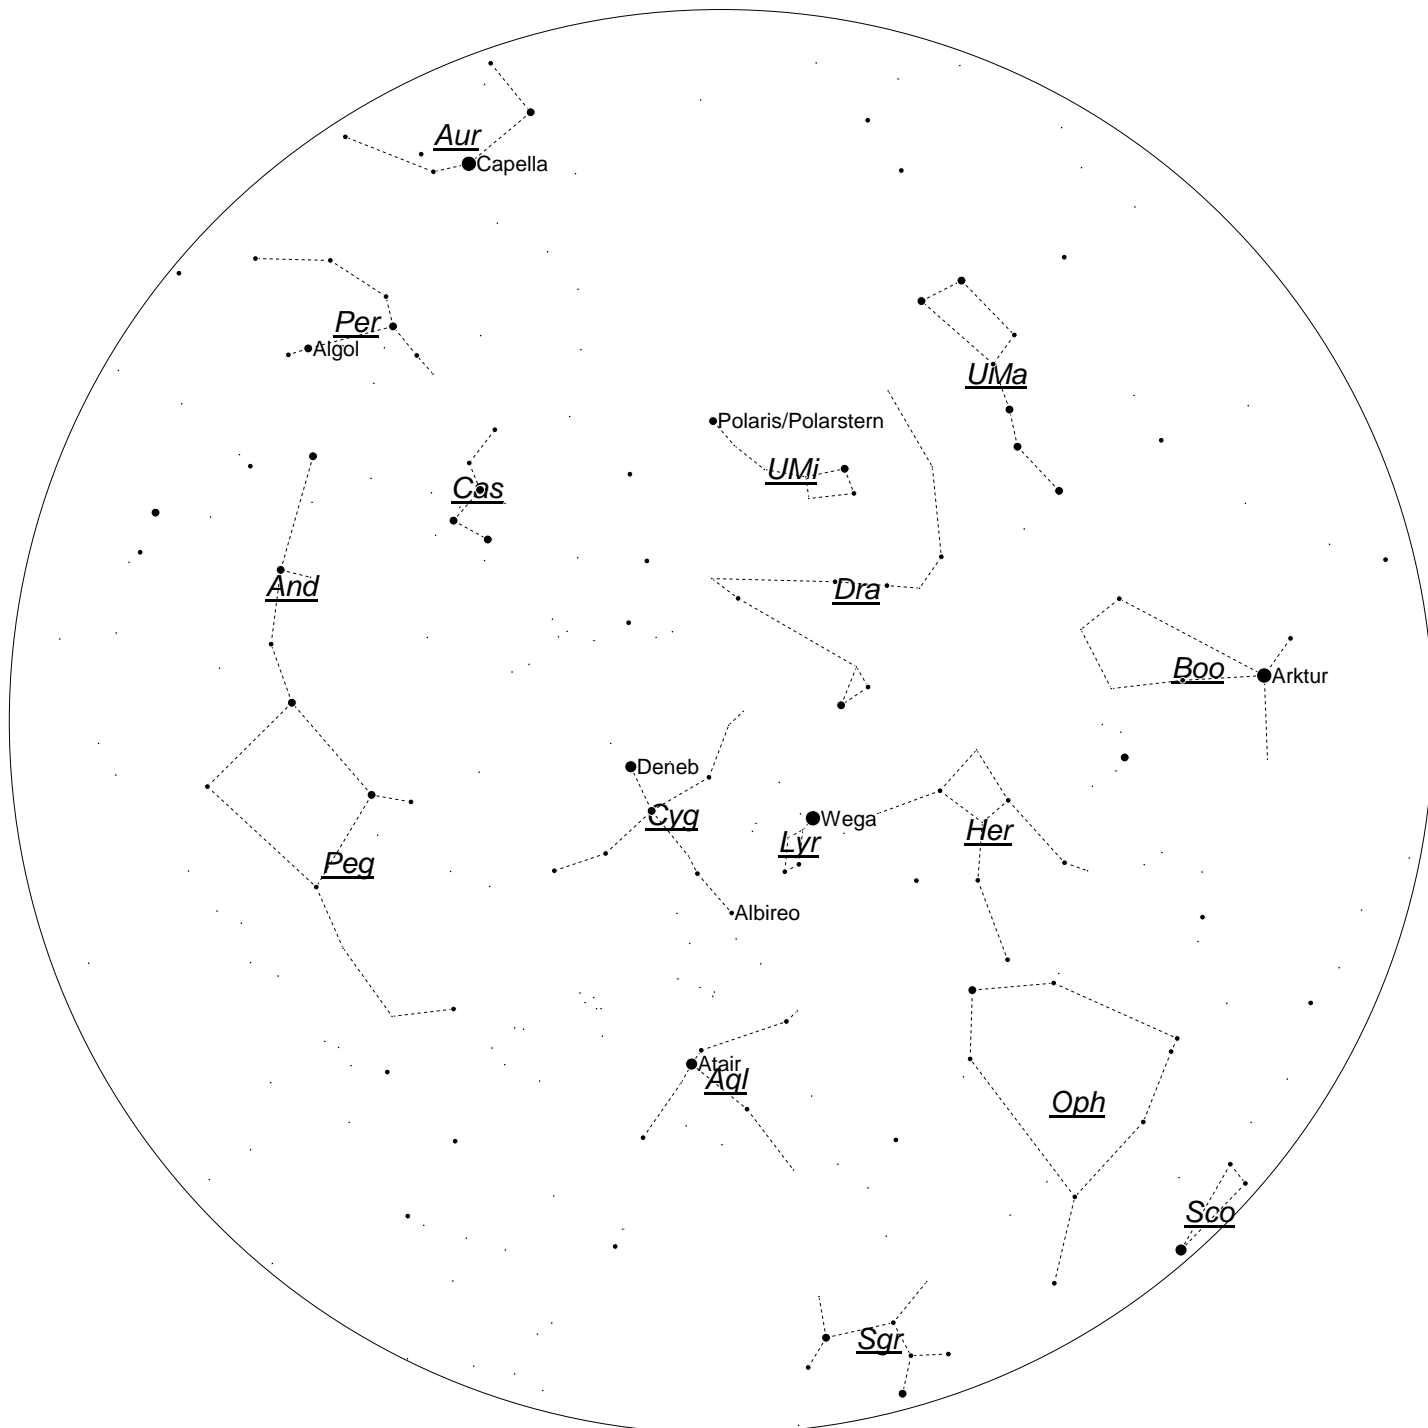 Aur
Capella
Per
Algol
UMa
Polaris/Polarstern
UMi
Cas
And
Dra
Boo
Arktur
Deneb
Cyg
Wega
Lyr
Her
Peg
Albireo
Atair
Aql
Oph
Sco
Sgr